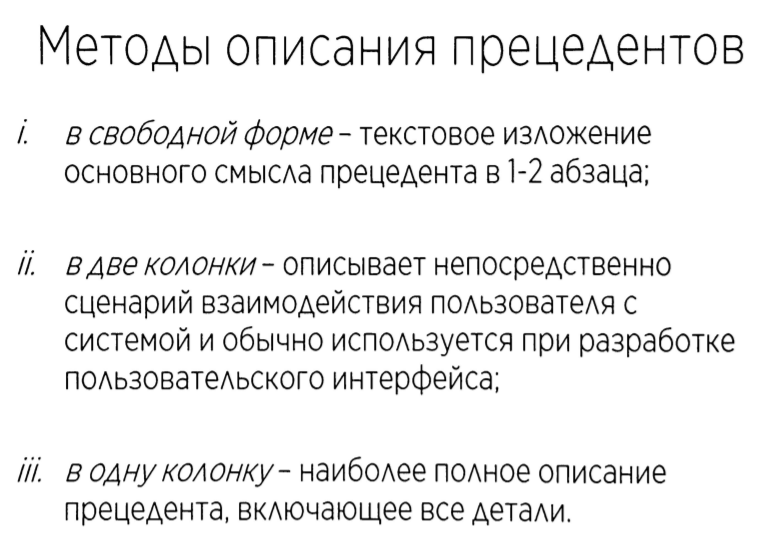 Методы описания прецедентов
i. в свободной форме – текстовое изложение
основного смысла прецедента в 1-2 абзаца;
ii. в две колонки – описывает непосредственно
сценарий взаимодействия пользователя с
системой и обычно используется при разработке
пользовательского интерфейса;
iii. в одну колонку – наиболее полное описание
прецедента, включающее все детали.